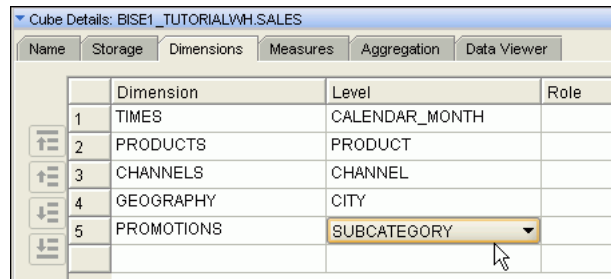 Cube Details: BISE1_TUTORIALWH.SALES
Name Storage Dimensions Measures Aggregation Data Viewer
Dimension Level Role
1 TIMES CALENDAR_MONTH
2 PRODUCTS PRODUCT
3 CHANNELS CHANNEL
4 GEOGRAPHY CITY
5 PROMOTIONS SUBCATEGORY